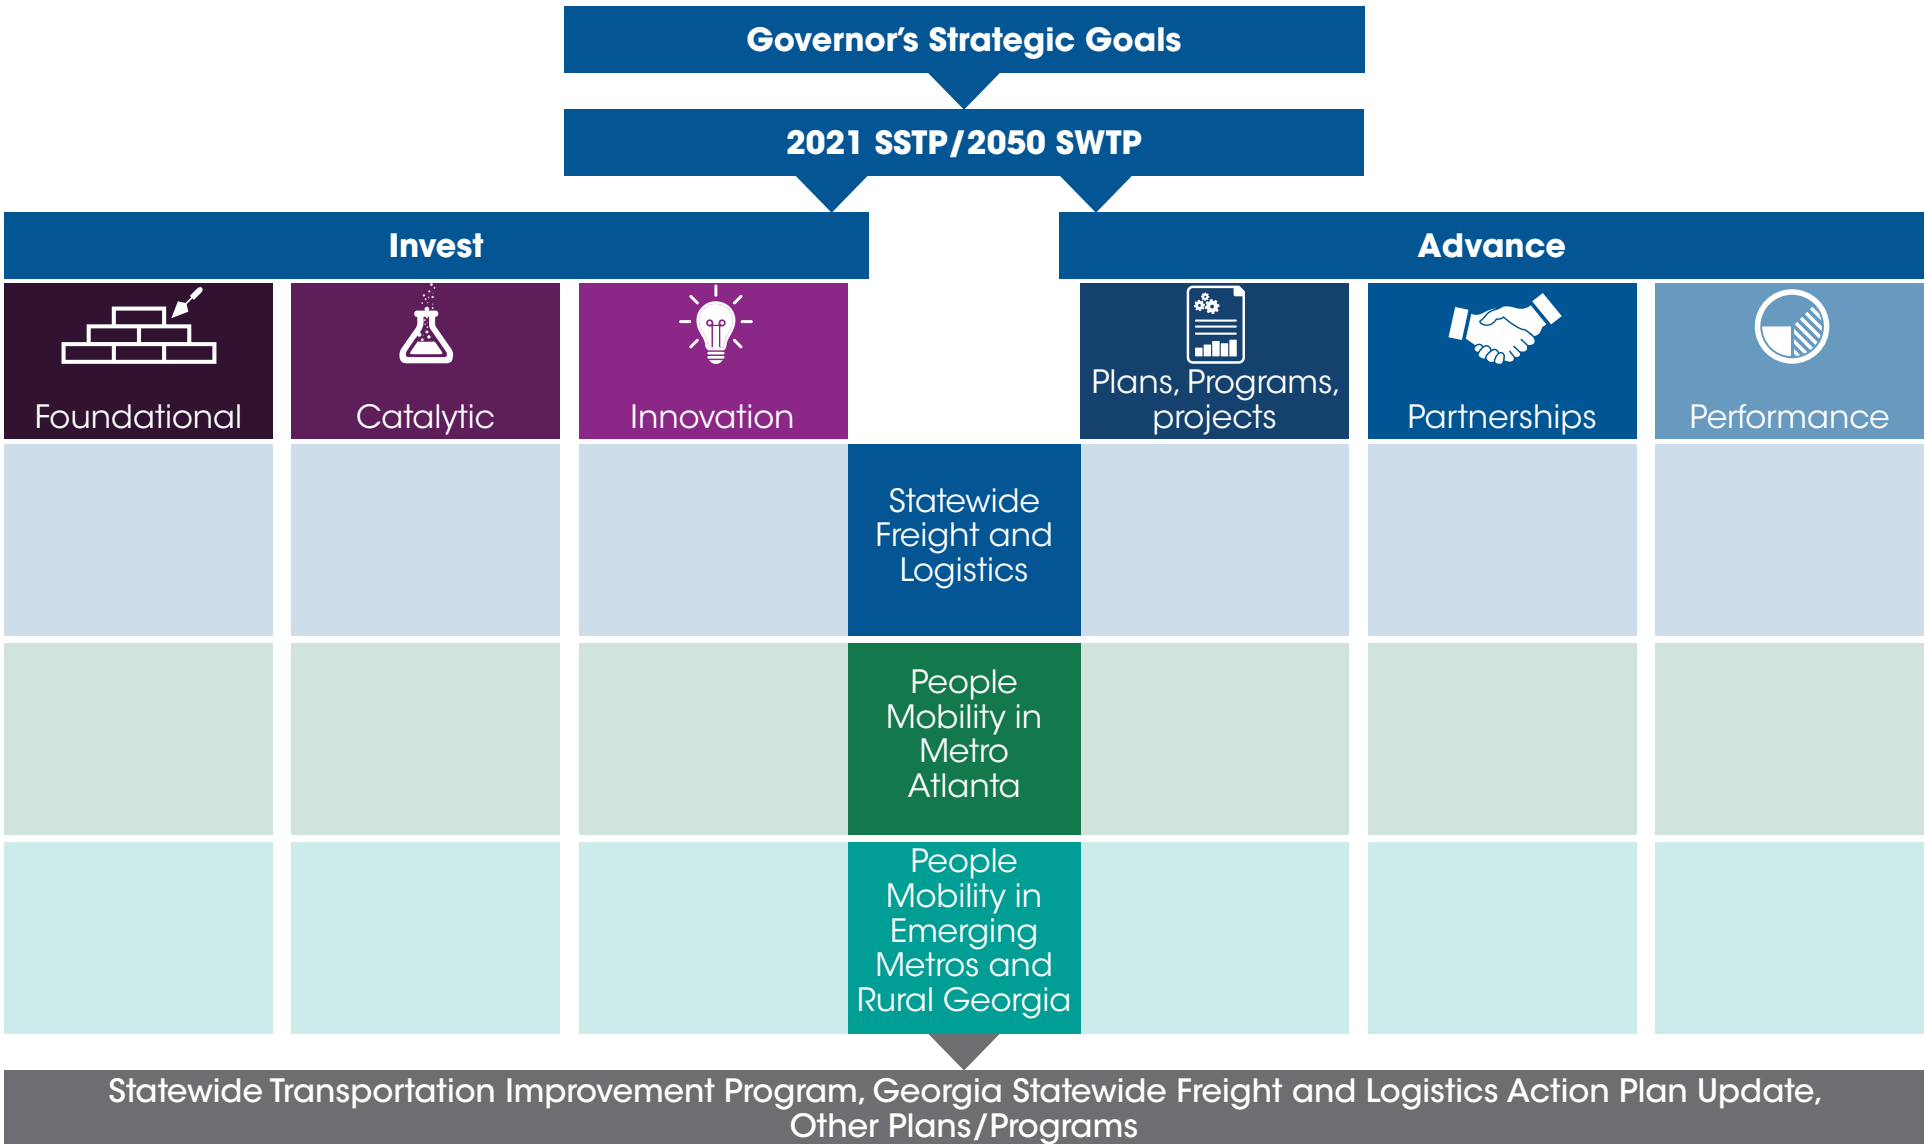 Governor’s Strategic Goals
2021 SSTP/2050 SWTP
Invest
Advance
Foundational
Catalytic
Innovation
Plans, Programs,
projects
Partnerships
Performance
Statewide
Freight and
Logistics
People
Mobility in
Metro
Atlanta
People
Mobility in
Emerging
Metros and
Rural Georgia
Statewide Transportation Improvement Program, Georgia Statewide Freight and Logistics Action Plan Update,
Other Plans/Programs